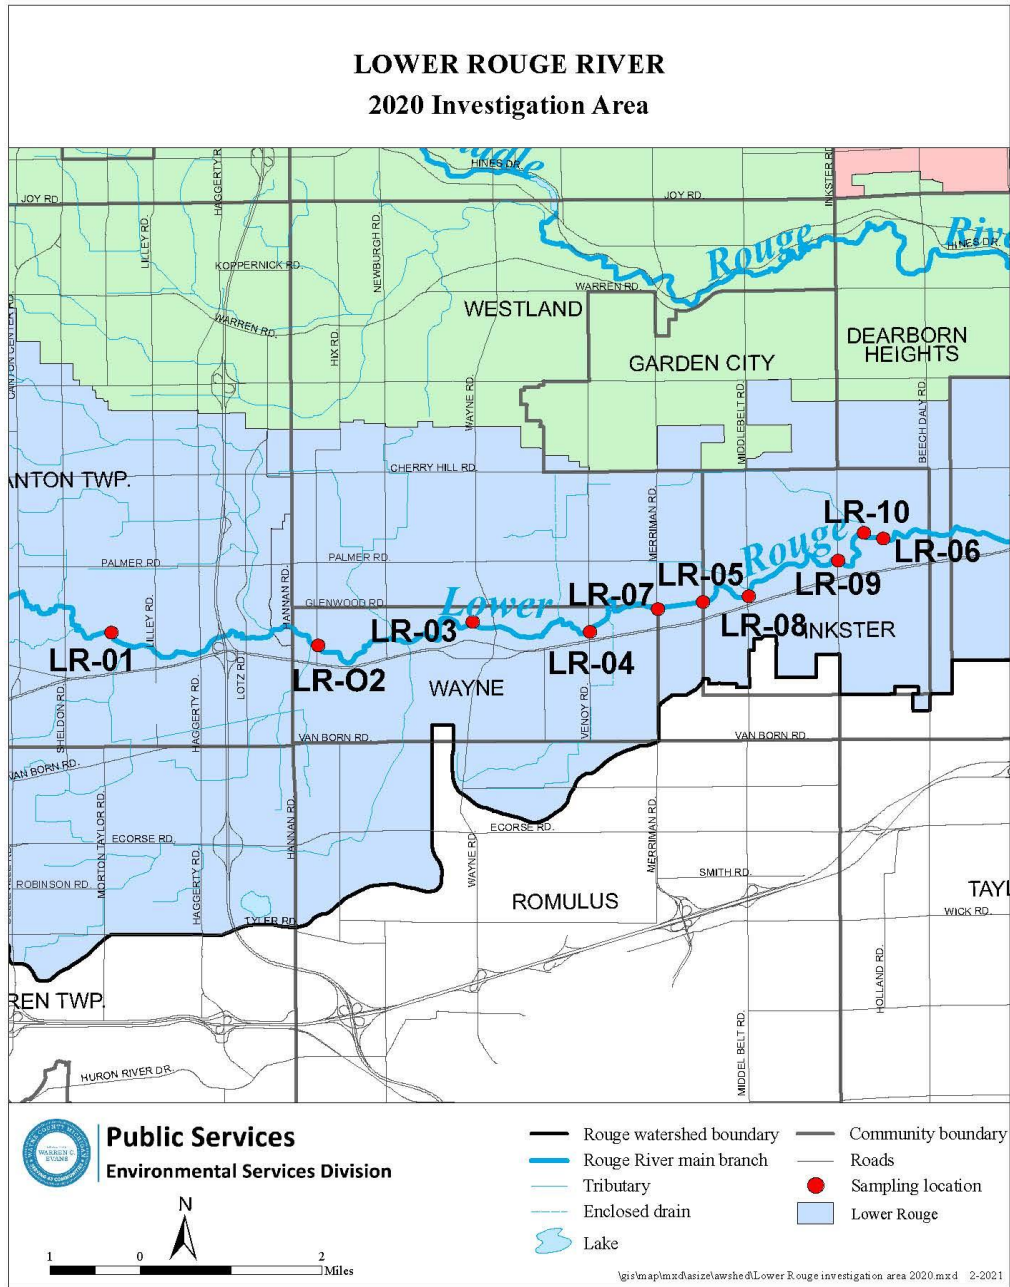 LOWER ROUGE RIVER
2020 Investigation Area
HINES DR.
INKSTER RD.
HAGGERTY R
JOY RD.
JOY RD.
LILLEY RD.
NEWBURGH RD.
Rouge
HINES DR.
KOPPERNICK RD.
WARREN RD.
WESTLAND
WARREN RD.
HIX RD.
WAYNE RD.
GARDEN CITY
DEARBORN
HEIGHTS
MIDDLEBELT RD.
BEECH DALY RD.
CHERRY HILL RD.
ANTON TWP.
MERRIMAN RD.
LR-10
LR-06
Rouge
LR-09
PALMER RD.
PALMER RD.
LR-05
HANNAN RD.
GLENWOOD RD.
Lower
LR-07
LR-08
LILLEY RD.
LR-03
INKSTER
LR-04
LR-01
LR-O2
LOTZ RD.
WAYNE
SHELDON RD.
HAGGERTY RD.
VENOY RD.
VAN BORN RD.
VAN BORN RD.
VAN BORN RD.
MORTON TAYLOR RD.
HANNAN RD.
ECORSE RD.
ECORSE RD.
WAYNE RD.
MERRIMAN RD.
SMITH RD.
ROBINSON RD.
HAGGERTY RD.
ROMULUS
TAYL
WICK RD.
TYLER RD.
HOLLAND RD.
REN TWP.
MIDDEL BELT RD.
HURON RIVER DR.
WAYNE COUNTY MICHIGAN
WARREN C.
EVANS
Public Services
Environmental Services Division
N
1 0 2
Miles
Rouge watershed boundary
Rouge River main branch
Tributary
Enclosed drain
Lake
Community boundary
Roads
Sampling location
Lower Rouge
\gis\map\mxd\asize\awshed\Lower Rouge investigation area 2020.mxd 2-2021